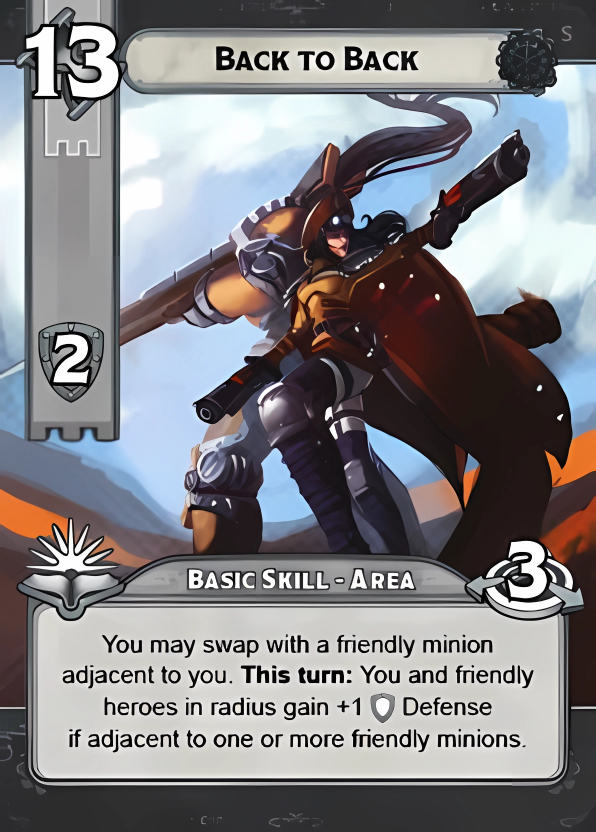 13
Back to Back
S
2
Basic Skill - Area
3
You may swap with a friendly minion
adjacent to you. This turn: You and friendly
heroes in radius gain +1 Defense
if adjacent to one or more friendly minions.